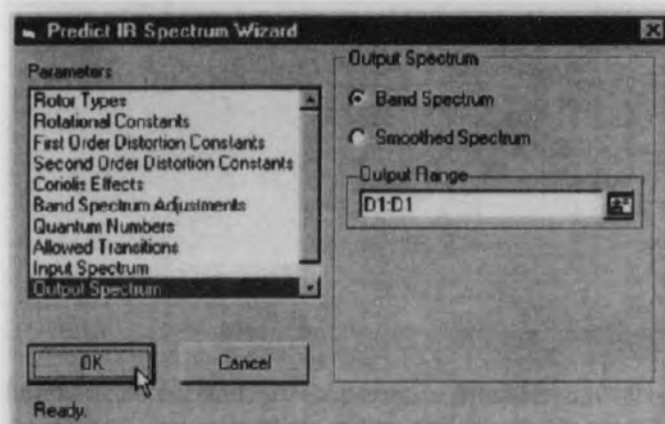 Predict IR Spectrum Wizard
Parameters
Rotor Types
Rotational Constants
First Order Distortion Constants
Second Order Distortion Constants
Coriolis Effects
Band Spectrum Adjustments
Quantum Numbers
Allowed Transitions
Input Spectrum
Output Spectrum
OK
Cancel
Ready.
Output Spectrum
Band Spectrum
Smoothed Spectrum
Output Range
D1:D1